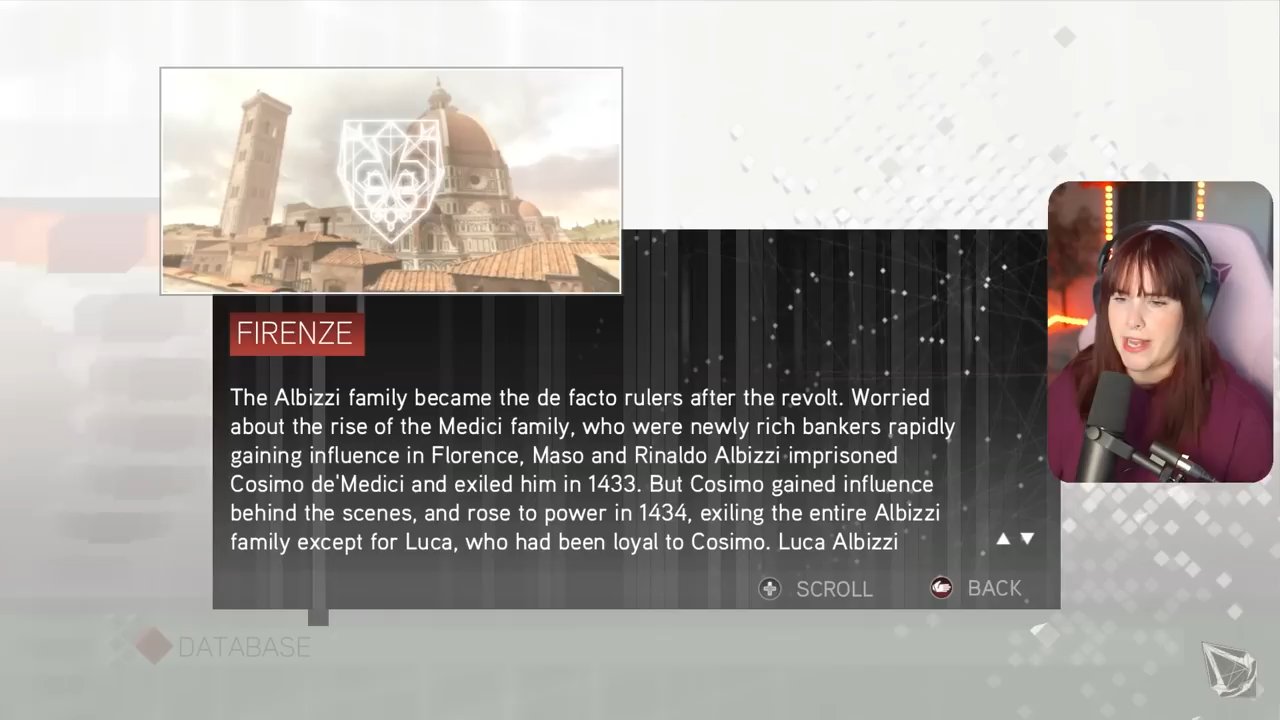 FIRENZE
The Albizzi family became the de facto rulers after the revolt. Worried
about the rise of the Medici family, who were newly rich bankers rapidly
gaining influence in Florence, Maso and Rinaldo Albizzi imprisoned
Cosimo de'Medici and exiled him in 1433. But Cosimo gained influence
behind the scenes, and rose to power in 1434, exiling the entire Albizzi
family except for Luca, who had been loyal to Cosimo. Luca Albizzi
SCROLL
BACK
DATABASE